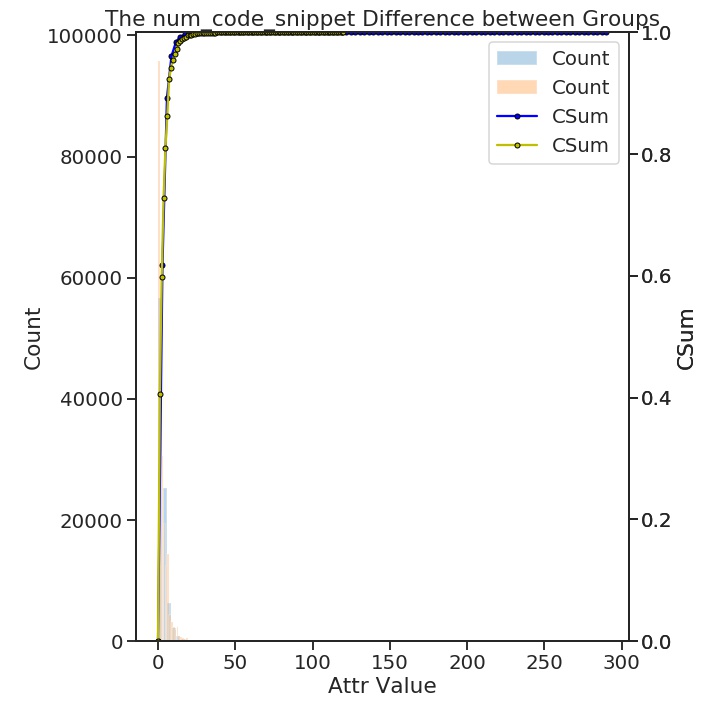 The num_code_snippet Difference between Groups
100000
80000
60000
40000
20000
0
Count
1.0
0.8
0.6
0.4
0.2
0.0
CSum
Count
Count
CSum
CSum
0 50 100 150 200 250 300
Attr Value